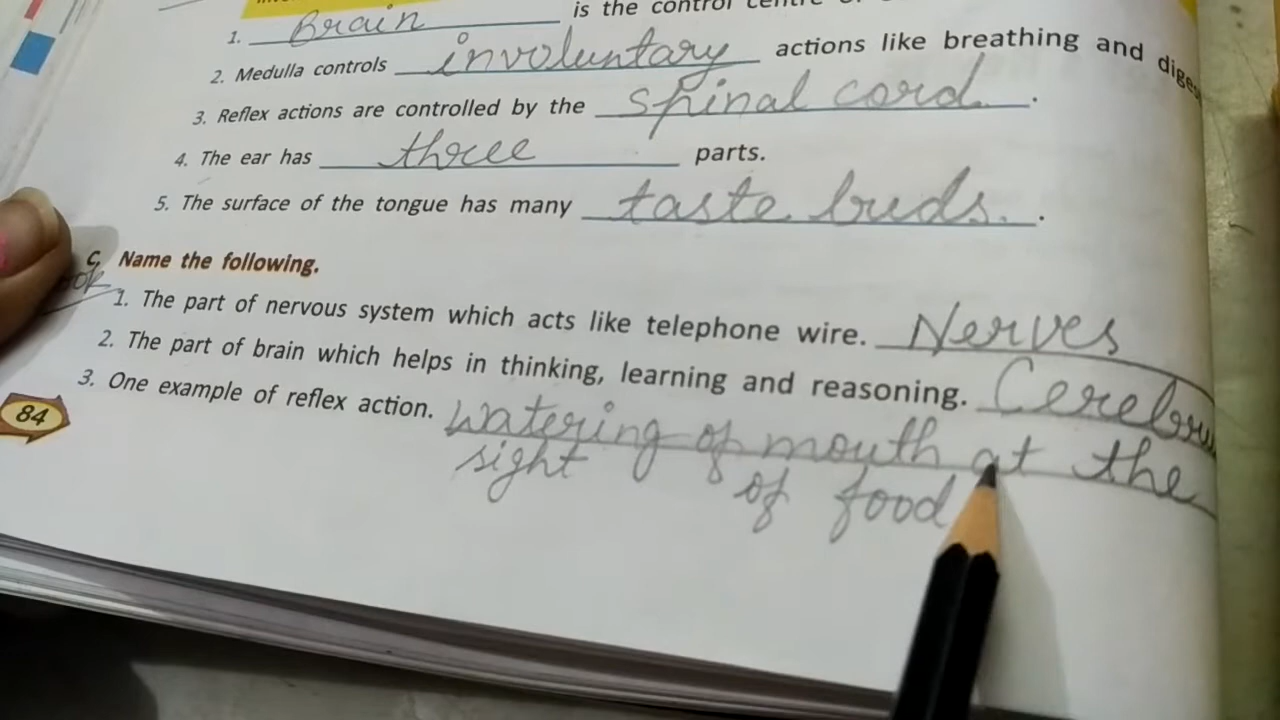 1. Brain is the control centre of
2. Medulla controls involuntary actions like breathing and dige
3. Reflex actions are controlled by the spinal cord.
4. The ear has three parts.
5. The surface of the tongue has many taste buds.
C. Name the following.
1. The part of nervous system which acts like telephone wire. Nerves
2. The part of brain which helps in thinking, learning and reasoning. Cerebru
3. One example of reflex action. Watering of mouth at the
sight of food
84